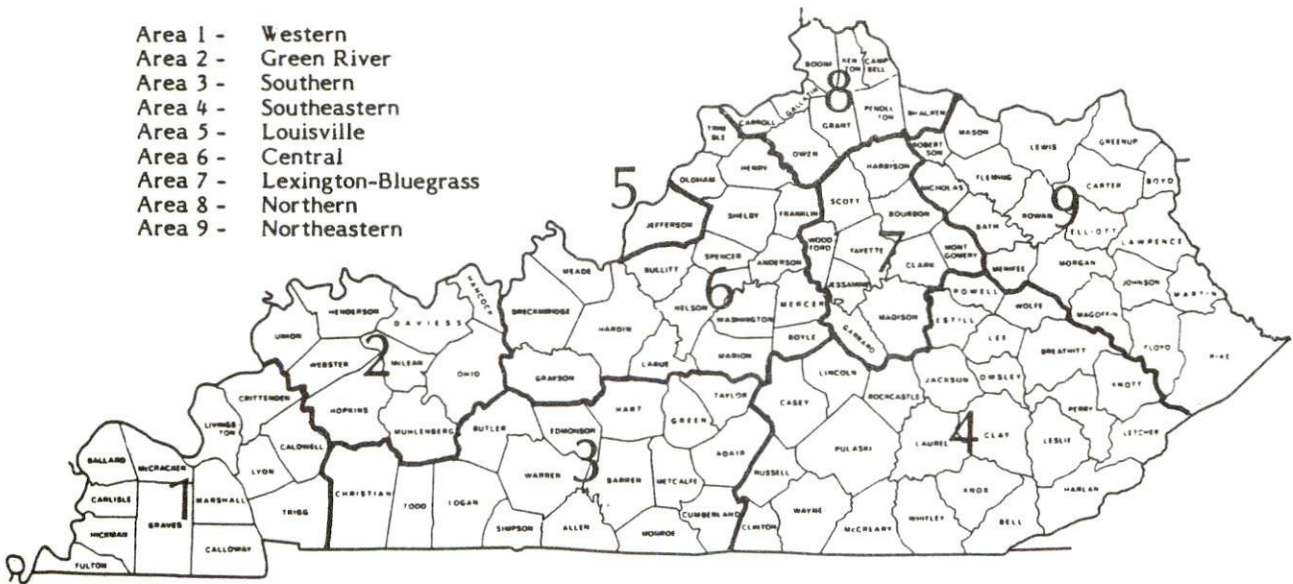 Area 1 - Western
Area 2 - Green River
Area 3 - Southern
Area 4 - Southeastern
Area 5 - Louisville
Area 6 - Central
Area 7 - Lexington-Bluegrass
Area 8 - Northern
Area 9 - Northeastern
BOONE
KENTON
CAMPBELL
8
GALLATIN
CARROLL
GRANT
PENDLETON
BRACKEN
TRIMBLE
OWEN
MASON
LEWIS
GREENUP
ROBERTSON
HARRISON
HENRY
OLDHAM
FLEMING
CARTER
BOYD
5
NICHOLAS
9
SCOTT
JEFFERSON
SHELBY
FRANKLIN
BOURBON
ROWAN
ELLIOTT
BATH
LAWRENCE
WOODFORD
FAYETTE
7
MONTGOMERY
MENIFEE
MORGAN
SPENCER
ANDERSON
CLARK
MEADE
BULLITT
JOHNSON
MARTIN
HANCOCK
NELSON
6
JESSAMINE
POWELL
WOLFE
MAGOFFIN
HENDERSON
DAVIESS
BRECKINRIDGE
HARDIN
WASHINGTON
MERCER
MADISON
ESTILL
UNION
2
BOYLE
GARRARD
LEE
FLOYD
PIKE
WEBSTER
McLEAN
OHIO
GRAYSON
LARUE
MARION
BREATHITT
LINCOLN
JACKSON
OWSLEY
KNOTT
CRITTENDEN
HOPKINS
HART
TAYLOR
CASEY
ROCKCASTLE
PERRY
LIVINGSTON
MUHLENBERG
BUTLER
EDMONSON
GREEN
4
LETCHER
CALDWELL
3
ADAIR
PULASKI
LAUREL
CLAY
LESLIE
BALLARD
McCRACKEN
LYON
WARREN
BARREN
METCALFE
RUSSELL
CARLISLE
1
MARSHALL
CHRISTIAN
TODD
LOGAN
KNOX
HARLAN
HICKMAN
GRAVES
TRIGG
SIMPSON
ALLEN
MONROE
CUMBERLAND
CLINTON
WAYNE
McCREARY
WHITLEY
BELL
CALLOWAY
FULTON